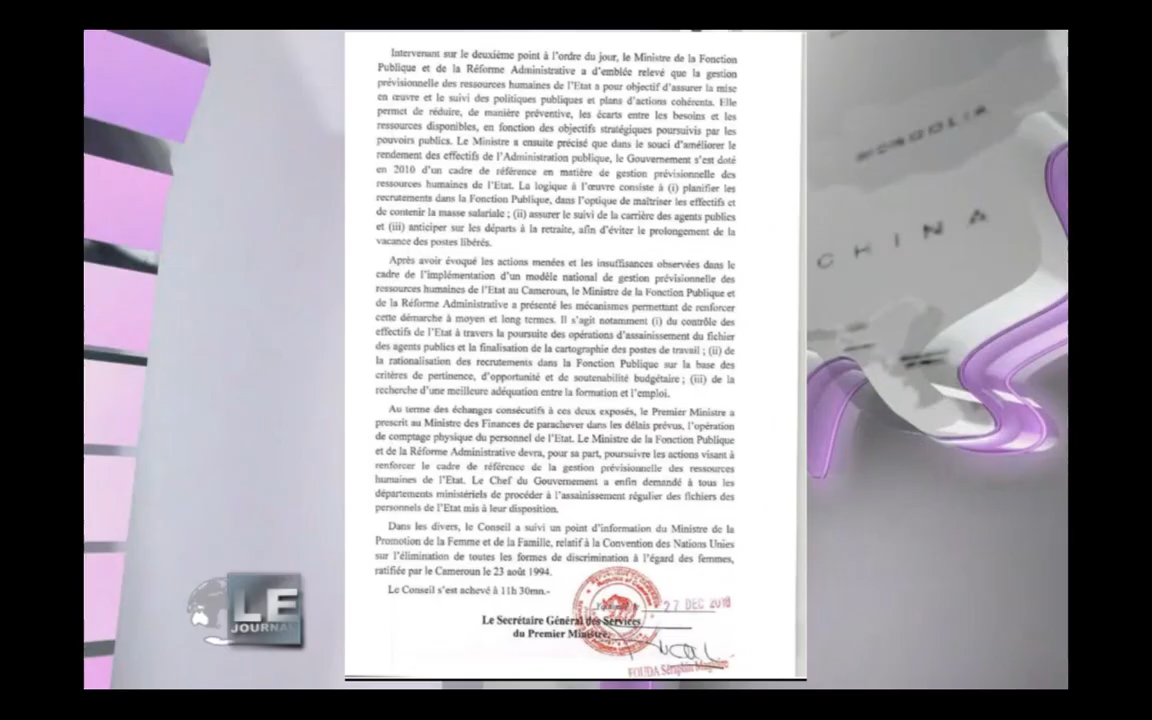 Intervenant sur le deuxième point à l'ordre du jour, le Ministre de la Fonction
Publique et de la Réforme Administrative a d'emblée relevé que la gestion
prévisionnelle des ressources humaines de l'Etat a pour objectif d'assurer la mise
en œuvre et le suivi des politiques publiques et plans d'actions cohérents. Elle
permet de réduire, de manière préventive, les écarts entre les besoins et les
ressources disponibles, en fonction des objectifs stratégiques poursuivis par les
pouvoirs publics. Le Ministre a ensuite précisé que dans le souci d'améliorer le
rendement des effectifs de l'Administration publique, le Gouvernement s'est doté
en 2010 d'un cadre de référence en matière de gestion prévisionnelle des
ressources humaines de l'Etat. La logique à l'œuvre consiste à (i) planifier les
recrutements dans la Fonction Publique, dans l'optique de maîtriser les effectifs et
de contenir la masse salariale ; (ii) assurer le suivi de la carrière des agents publics
et (iii) anticiper sur les départs à la retraite, afin d'éviter le prolongement de la
vacance des postes libérés.
Après avoir évoqué les actions menées et les insuffisances observées dans le
cadre de l'implémentation d'un modèle national de gestion prévisionnelle des
ressources humaines de l'Etat au Cameroun, le Ministre de la Fonction Publique et
de la Réforme Administrative a présenté les mécanismes permettant de renforcer
cette démarche à moyen et long termes. Il s'agit notamment (i) du contrôle des
effectifs de l'Etat à travers la poursuite des opérations d'assainissement du fichier
des agents publics et la finalisation de la cartographie des postes de travail ; (ii) de
la rationalisation des recrutements dans la Fonction Publique sur la base des
critères de pertinence, d'opportunité et de soutenabilité budgétaire ; (iii) de la
recherche d'une meilleure adéquation entre la formation et l'emploi.
Au terme des échanges consécutifs à ces deux exposés, le Premier Ministre a
prescrit au Ministre des Finances de parachever dans les délais prévus, l'opération
de comptage physique du personnel de l'Etat. Le Ministre de la Fonction Publique
et de la Réforme Administrative devra, pour sa part, poursuivre les actions visant à
renforcer le cadre de référence de la gestion prévisionnelle des ressources
humaines de l'Etat. Le Chef du Gouvernement a enfin demandé à tous les
départements ministériels de procéder à l'assainissement régulier des fichiers des
personnels de l'Etat mis à leur disposition.
Dans les divers, le Conseil a suivi un point d'information du Ministre de la
Promotion de la Femme et de la Famille, relatif à la Convention des Nations Unies
sur l'élimination de toutes les formes de discrimination à l'égard des femmes,
ratifiée par le Cameroun le 23 août 1994.
Le Conseil s'est achevé à 11h 30mn.-
27 DEC 2018
Le Secrétaire Général des Services
du Premier Ministre,
FOUDA Séraphin Magloire
LE
JOURNAL
MONGOLIA
CHINA